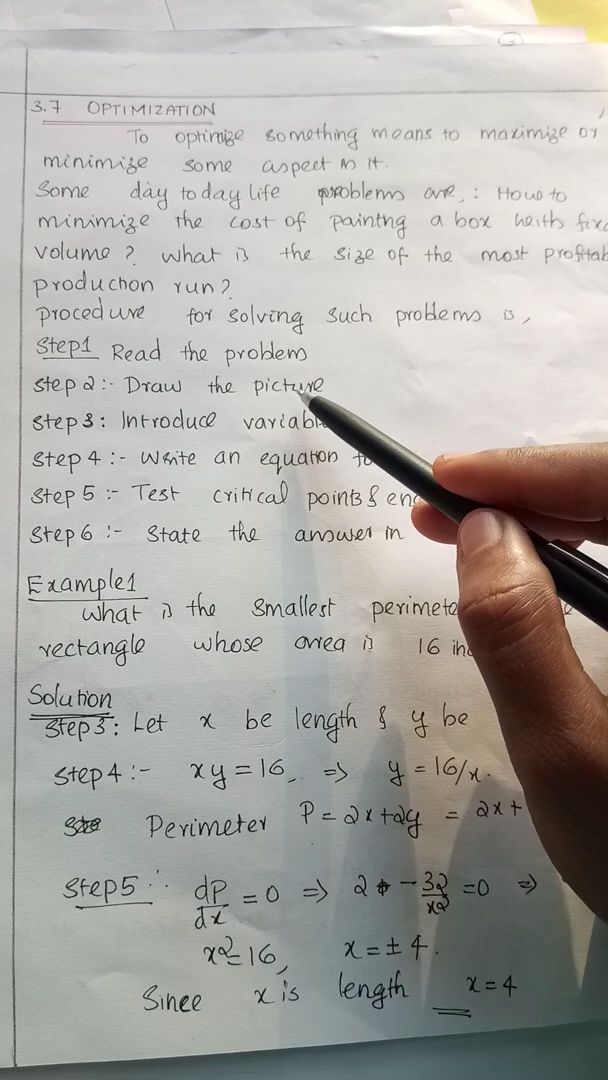 3.7 OPTIMIZATION
To optimize something means to maximize or
minimize some aspect in it.
Some day to day life problems are, : How to
minimize the cost of painting a box with
volume ? What is the size of the most
production run ?
procedure for solving such problems is,
Step1 Read the problem
Step 2 :- Draw the picture
Step 3 : Introduce
Step 4 :- Write an equation
Step 5 :- Test critical points &
Step 6 :- State the answer in
Example1
What is the smallest
rectangle whose area is 16
Solution
Step 3 : Let x be length & y be
Step 4 :- xy = 16, => y = 16/x.
Perimeter P = 2x+2y = 2x +
Step 5 : dP/dx = 0 => 2 - 32/x2 = 0 =>
x2 = 16, x = ± 4.
Since x is length x = 4